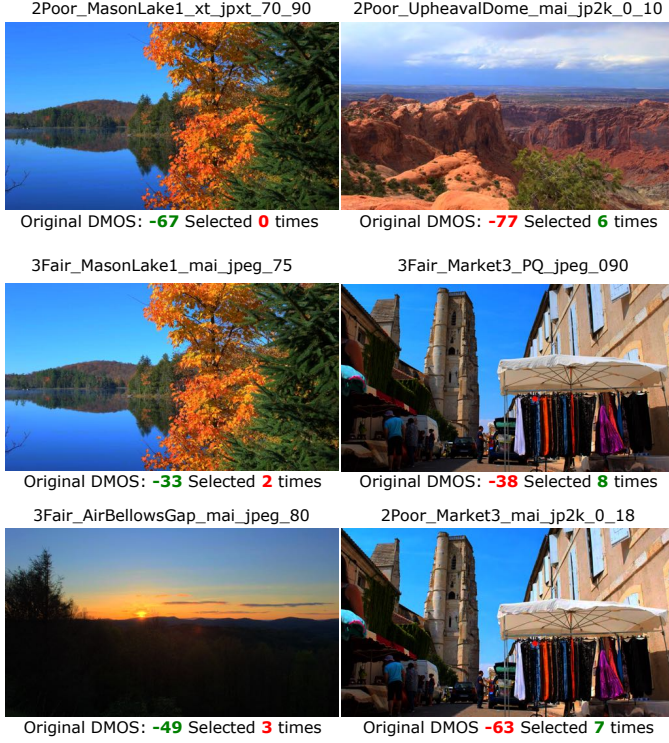 2Poor_MasonLake1_xt_jpxt_70_90
2Poor_UpheavalDome_mai_jp2k_0_10
Original DMOS: -67 Selected 0 times
Original DMOS: -77 Selected 6 times
3Fair_MasonLake1_mai_jpeg_75
3Fair_Market3_PQ_jpeg_090
Original DMOS: -33 Selected 2 times
Original DMOS: -38 Selected 8 times
3Fair_AirBellowsGap_mai_jpeg_80
2Poor_Market3_mai_jp2k_0_18
Original DMOS: -49 Selected 3 times
Original DMOS -63 Selected 7 times